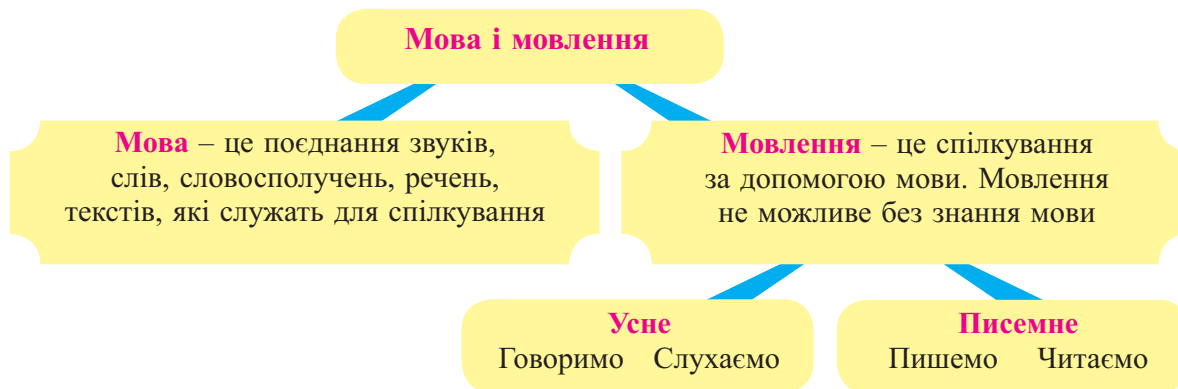 Мова і мовлення
Мова – це поєднання звуків,
слів, словосполучень, речень,
текстів, які служать для спілкування
Мовлення – це спілкування
за допомогою мови. Мовлення
не можливе без знання мови
Усне
Говоримо Слухаємо
Писемне
Пишемо Читаємо